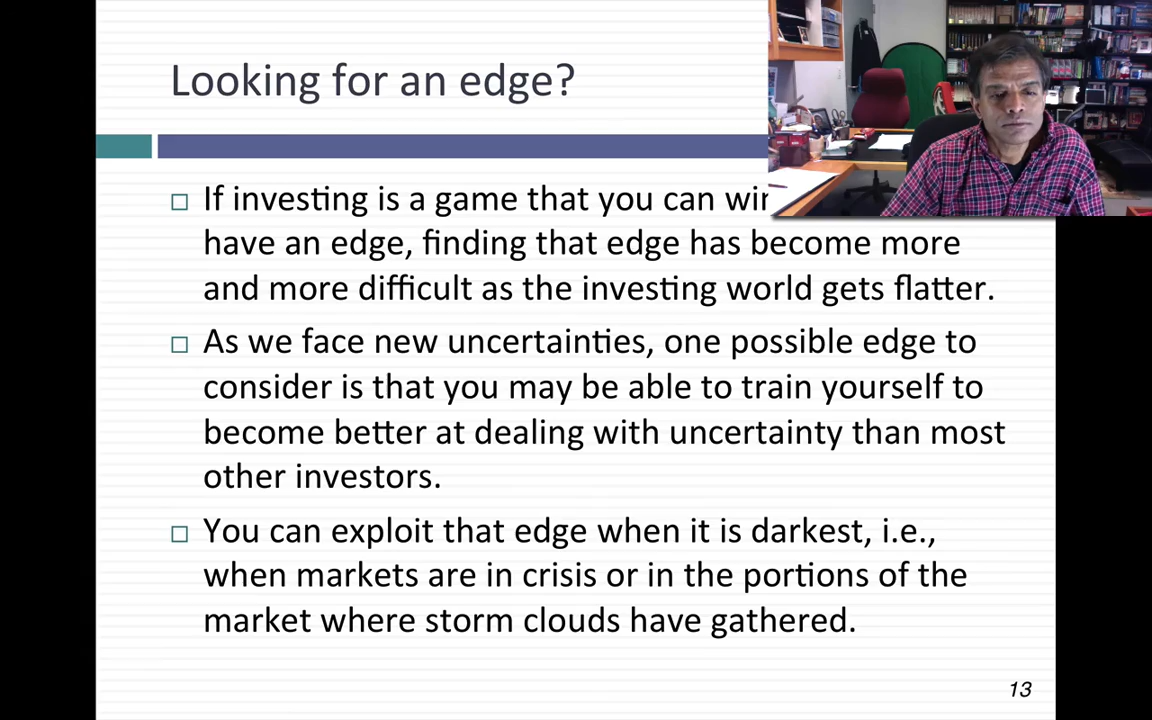 Looking for an edge?
□ If investing is a game that you can
have an edge, finding that edge has become more
and more difficult as the investing world gets flatter.
□ As we face new uncertainties, one possible edge to
consider is that you may be able to train yourself to
become better at dealing with uncertainty than most
other investors.
□ You can exploit that edge when it is darkest, i.e.,
when markets are in crisis or in the portions of the
market where storm clouds have gathered.
13